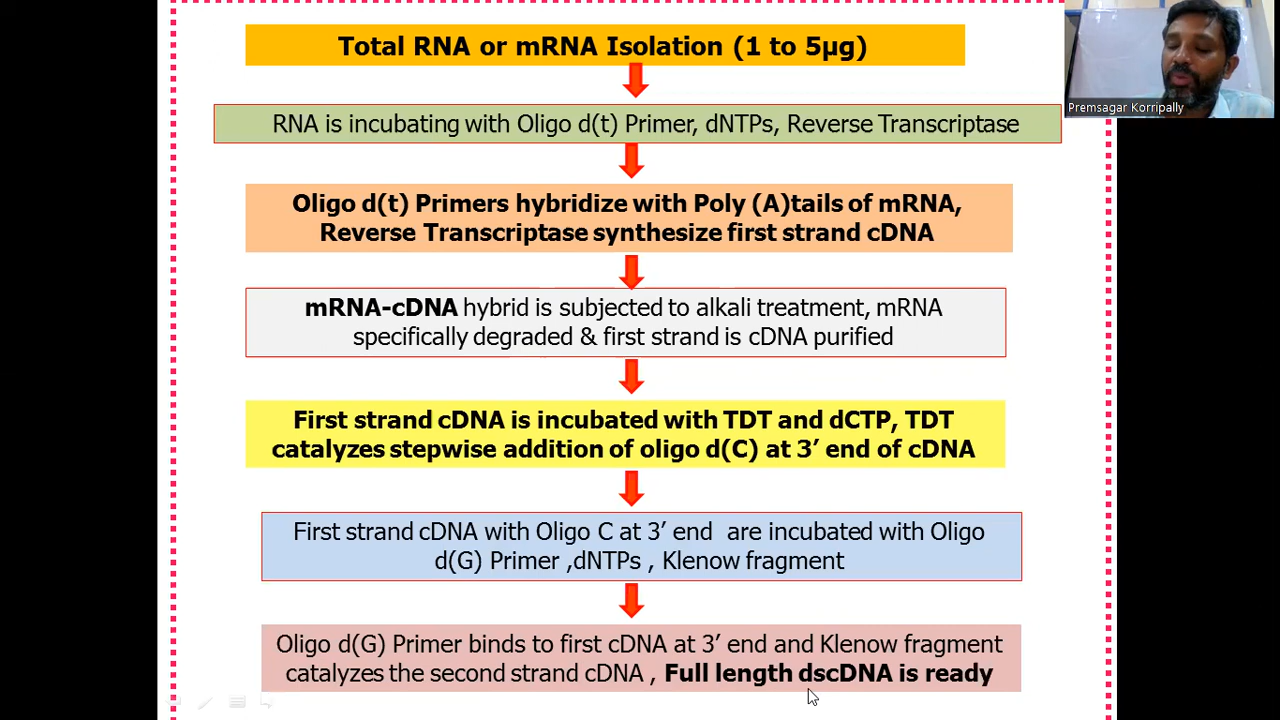 Total RNA or mRNA Isolation (1 to 5µg)
Premsagar Korripally
RNA is incubating with Oligo d(t) Primer, dNTPs, Reverse Transcriptase
Oligo d(t) Primers hybridize with Poly (A)tails of mRNA,
Reverse Transcriptase synthesize first strand cDNA
mRNA-cDNA hybrid is subjected to alkali treatment, mRNA
specifically degraded & first strand is cDNA purified
First strand cDNA is incubated with TDT and dCTP, TDT
catalyzes stepwise addition of oligo d(C) at 3’ end of cDNA
First strand cDNA with Oligo C at 3’ end are incubated with Oligo
d(G) Primer ,dNTPs , Klenow fragment
Oligo d(G) Primer binds to first cDNA at 3’ end and Klenow fragment
catalyzes the second strand cDNA , Full length dscDNA is ready